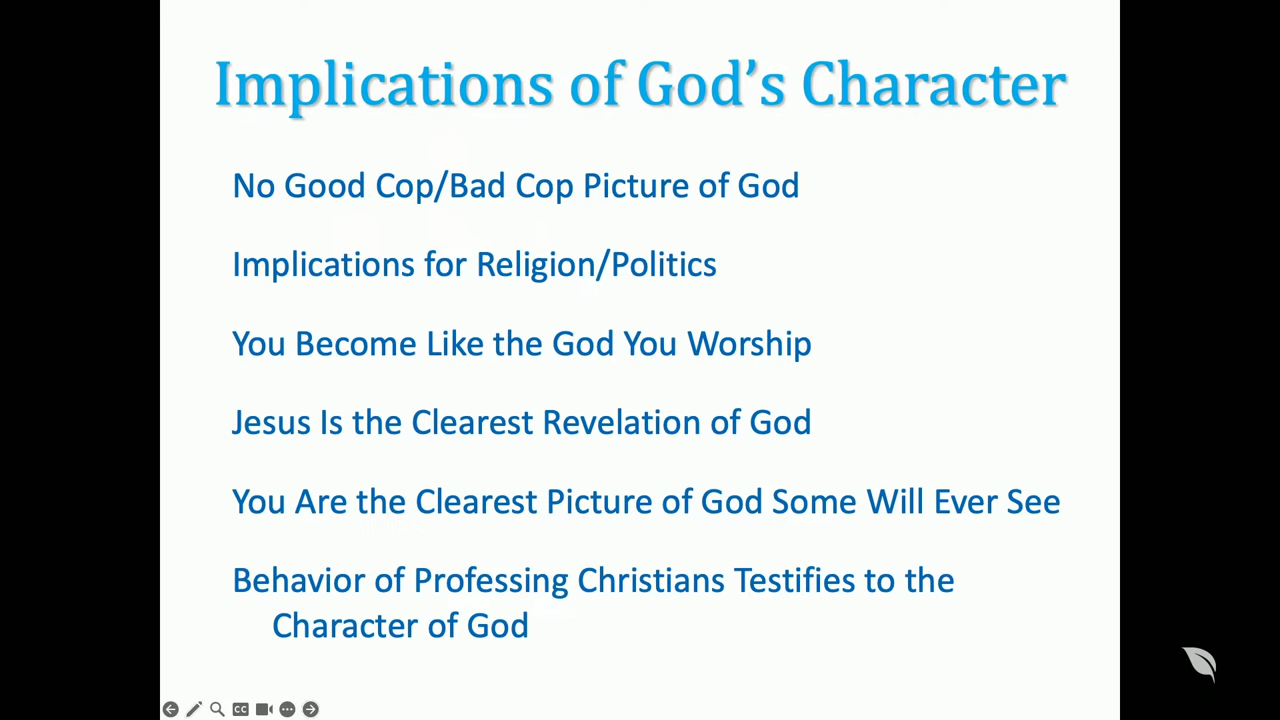 Implications of God’s Character
No Good Cop/Bad Cop Picture of God
Implications for Religion/Politics
You Become Like the God You Worship
Jesus Is the Clearest Revelation of God
You Are the Clearest Picture of God Some Will Ever See
Behavior of Professing Christians Testifies to the
Character of God
CC